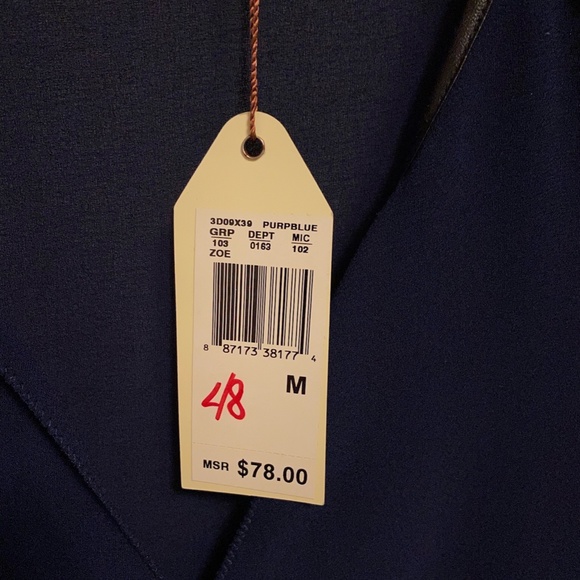 3D09X39 PURPBLUE
GRP DEPT MIC
103 0163 102
ZOE
8 87173 38177 4
M
48
MSR $78.00